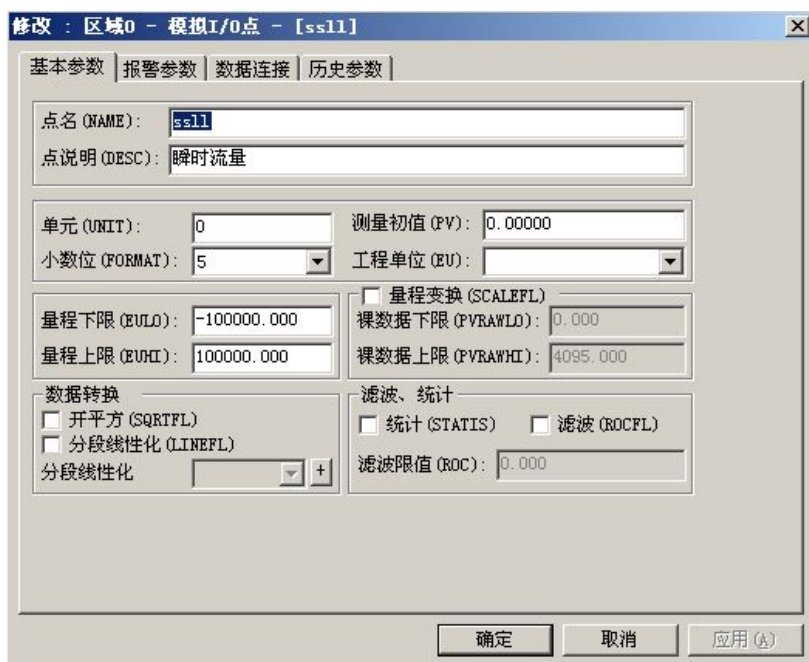 修改 : 区域0 - 模拟I/O点 - [ssll]
基本参数 报警参数 数据连接 历史参数
点名(NAME): ssll
点说明(DESC): 瞬时流量
单元(UNIT): 0 测量初值(PV): 0.00000
小数位(FORMAT): 5 工程单位(EU):
量程变换(SCALEFL)
量程下限(EULO): -100000.000 裸数据下限(PVRAWLO): 0.000
量程上限(EUHI): 100000.000 裸数据上限(PVRAWHI): 4095.000
数据转换 滤波、统计
开平方(SQRTFL) 统计(STATIS) 滤波(ROCFL)
分段线性化(LINEFL)
分段线性化 + 滤波限值(ROC): 0.000
确定 取消 应用(A)